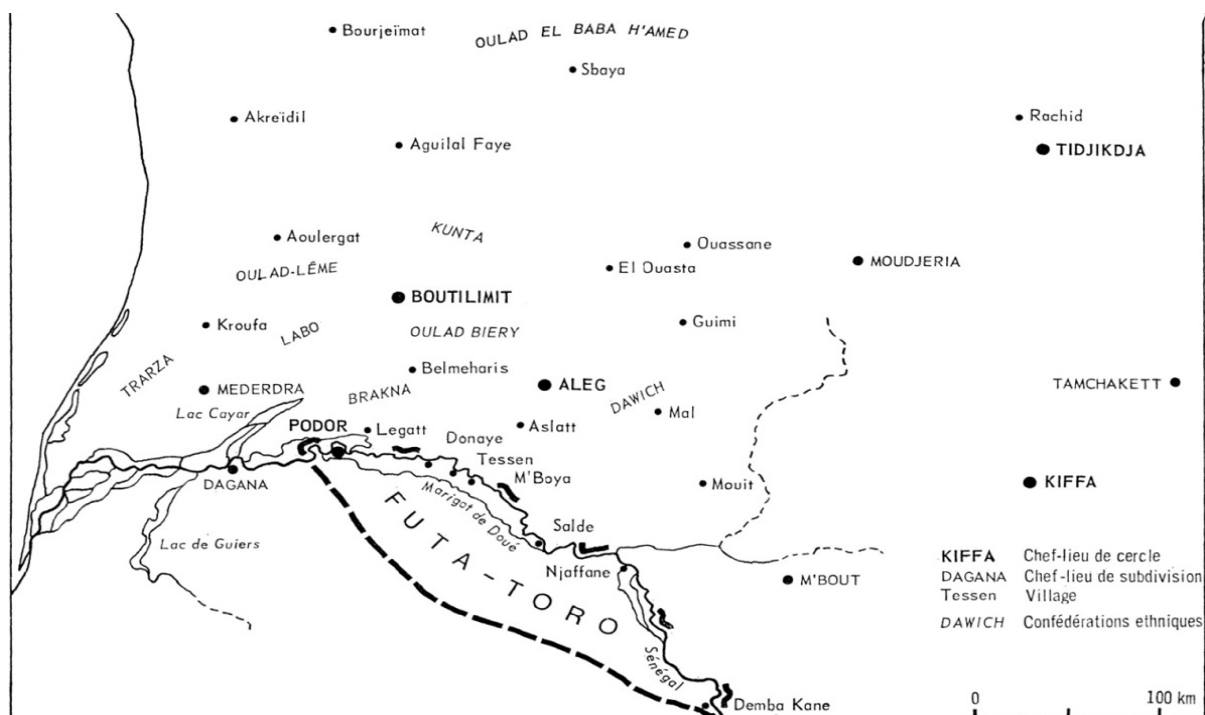 Bourjeïmat
OULAD EL BABA H'AMED
Sbaya
Akreïdil
Aguilal Faye
Rachid
TIDJIKDJA
KUNTA
Aoulergat
Ouassane
OULAD-LÊME
El Ouasta
MOUDJERIA
BOUTILIMIT
Kroufa
LABO
OULAD BIERY
Guimi
TRARZA
Belmeharis
MEDERDRA
BRAKNA
ALEG
DAWICH
TAMCHAKETT
Lac Cayar
Mal
PODOR
Legatt
Aslatt
Donaye
Tessen
M'Boya
DAGANA
Marigot de Doué
Mouit
KIFFA
FUTA-TORO
Salde
Lac de Guiers
Njaffane
M'BOUT
KIFFA Chef-lieu de cercle
DAGANA Chef-lieu de subdivision
Tessen Village
DAWICH Confédérations ethniques
Sénégal
Demba Kane
0 100 km